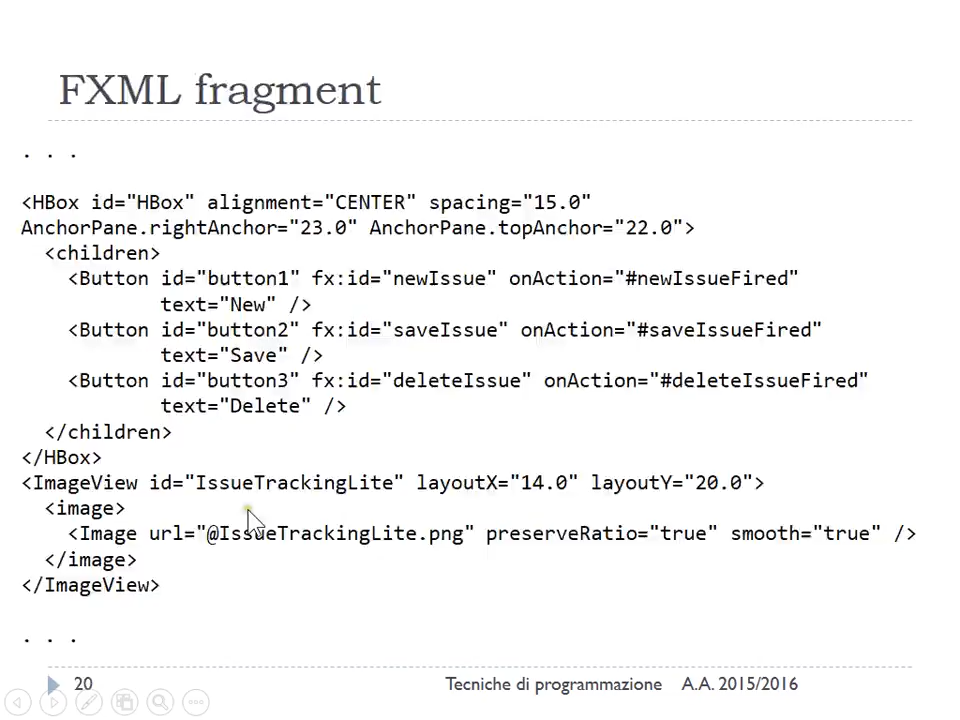 FXML fragment
. . .
<HBox id="HBox" alignment="CENTER" spacing="15.0"
AnchorPane.rightAnchor="23.0" AnchorPane.topAnchor="22.0">
<children>
<Button id="button1" fx:id="newIssue" onAction="#newIssueFired"
text="New" />
<Button id="button2" fx:id="saveIssue" onAction="#saveIssueFired"
text="Save" />
<Button id="button3" fx:id="deleteIssue" onAction="#deleteIssueFired"
text="Delete" />
</children>
</HBox>
<ImageView id="IssueTrackingLite" layoutX="14.0" layoutY="20.0">
<image>
<Image url="@IssueTrackingLite.png" preserveRatio="true" smooth="true" />
</image>
</ImageView>
. . .
20 Tecniche di programmazione A.A. 2015/2016